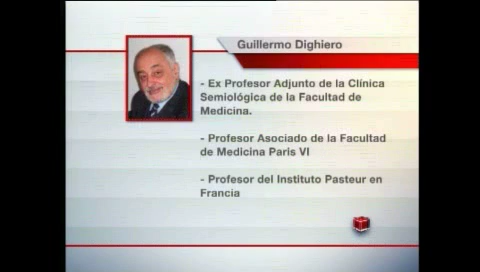 Guillermo Dighiero
- Ex Profesor Adjunto de la Clínica
Semiológica de la Facultad de
Medicina.
- Profesor Asociado de la Facultad
de Medicina Paris VI
- Profesor del Instituto Pasteur en
Francia